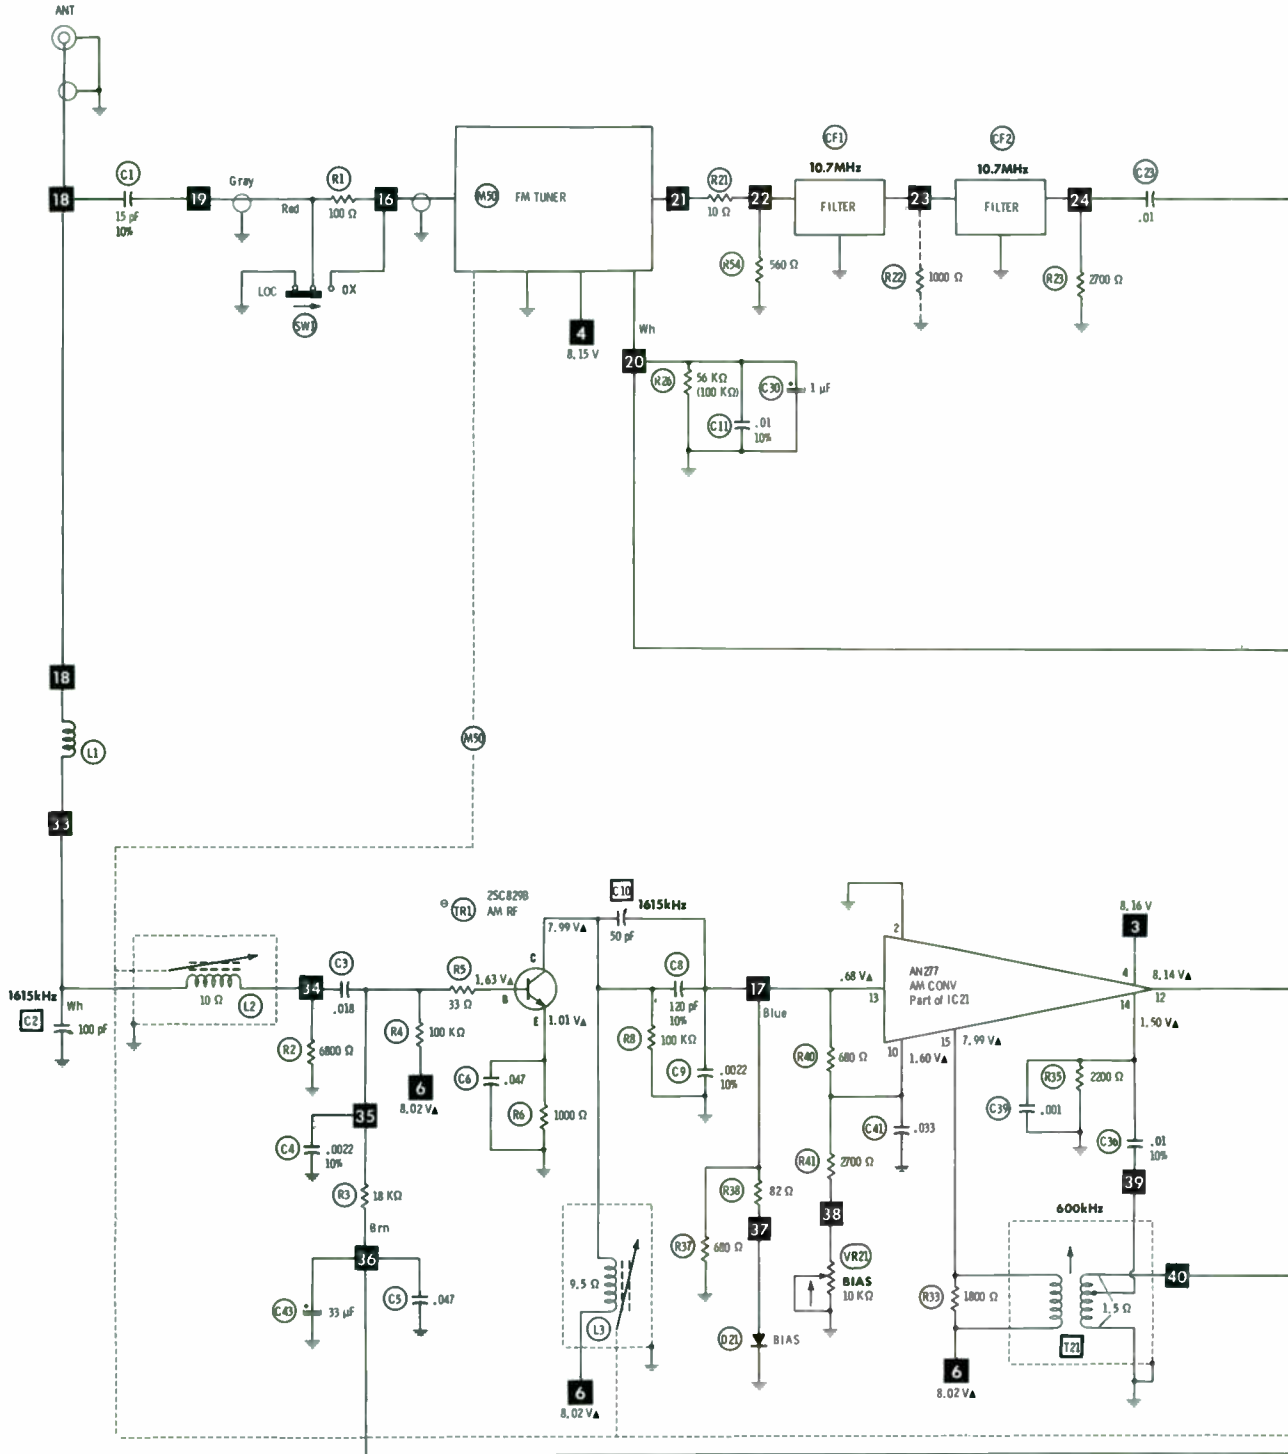 ANT
18
C1
15 pF
10%
19
Gray
Red
R1
100 Ω
16
LOC
DX
SW1
M50
FM TUNER
4
8.15 V
Wh
20
21
R21
10 Ω
22
R54
560 Ω
CF1
10.7MHz
FILTER
23
R22
1000 Ω
CF2
10.7MHz
FILTER
24
R23
2700 Ω
C23
.01
R26
56 KΩ
(100 KΩ)
C11
.01
10%
C30
1 µF
18
L1
33
M50
1615kHz
C2
Wh
100 pF
10 Ω
L2
34
R2
6800 Ω
C3
.018
35
C4
.0022
10%
R3
18 KΩ
Brn
36
C43
33 µF
C5
.047
R4
100 KΩ
6
8.02 V▲
R5
33 Ω
1.63 V▲
TR1
2SC829B
AM RF
C
B
E
7.99 V▲
1.01 V▲
C6
.047
R6
1000 Ω
C10
1615kHz
50 pF
C8
120 pF
10%
R8
100 KΩ
C9
.0022
10%
9.5 Ω
L3
6
8.02 V▲
17
Blue
R38
82 Ω
R37
680 Ω
37
D21
BIAS
R40
680 Ω
R41
2700 Ω
38
VR21
BIAS
10 KΩ
C41
.033
.68 V▲
13
2
AN277
AM CONV
Part of IC21
10
1.60 V▲
15
7.99 V▲
8.16 V
3
4
8.14 V▲
12
14
1.50 V▲
R35
2200 Ω
C39
.001
C36
.01
10%
39
600kHz
R33
1800 Ω
1.5 Ω
T21
40
6
8.02 V▲